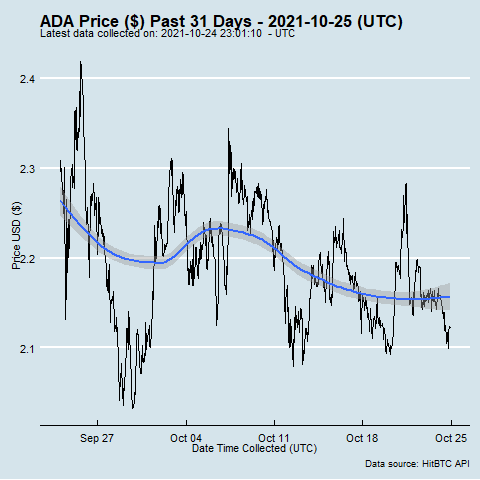 ADA Price ($) Past 31 Days - 2021-10-25 (UTC)
Latest data collected on: 2021-10-24 23:01:10 - UTC
Price USD ($)
2.4
2.3
2.2
2.1
Sep 27 Oct 04 Oct 11 Oct 18 Oct 25
Date Time Collected (UTC)
Data source: HitBTC API